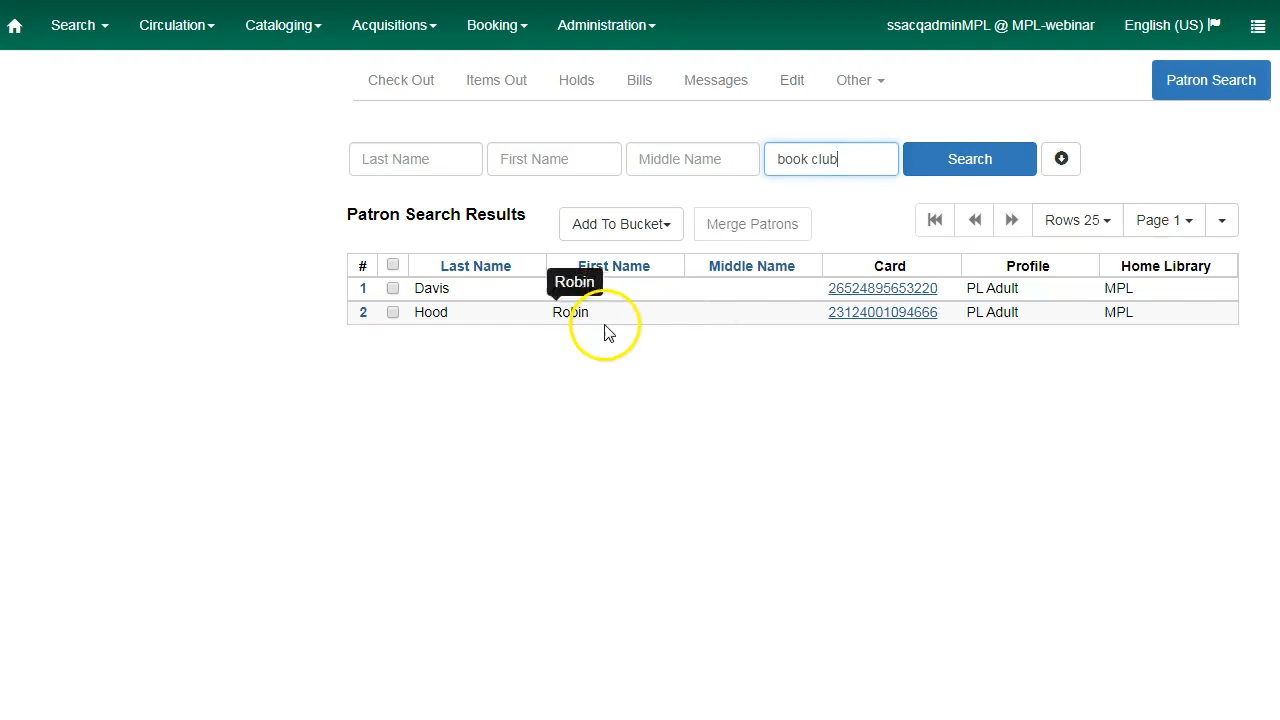 Search Circulation Cataloging Acquisitions Booking Administration ssacqadminMPL @ MPL-webinar English (US)
Check Out Items Out Holds Bills Messages Edit Other Patron Search
Last Name First Name Middle Name book club Search
Patron Search Results Add To Bucket Merge Patrons Rows 25 Page 1
# Last Name First Name Middle Name Card Profile Home Library
Robin
1 Davis 26524895653220 PL Adult MPL
2 Hood Robin 23124001094666 PL Adult MPL